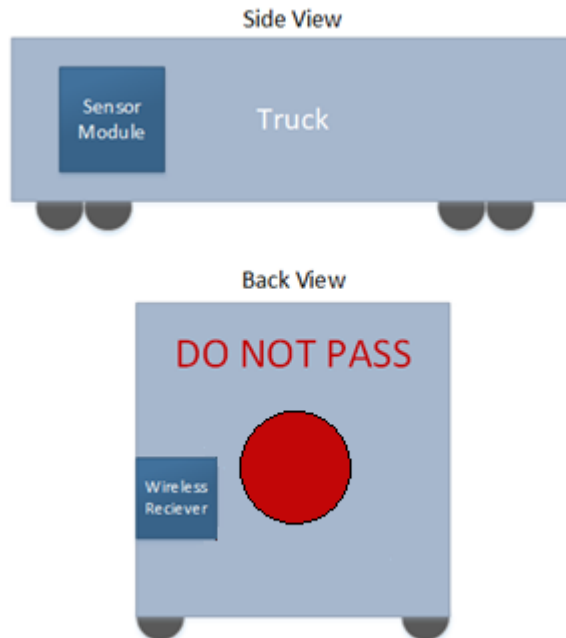 Side View
Sensor
Module
Truck
Back View
DO NOT PASS
Wireless
Reciever